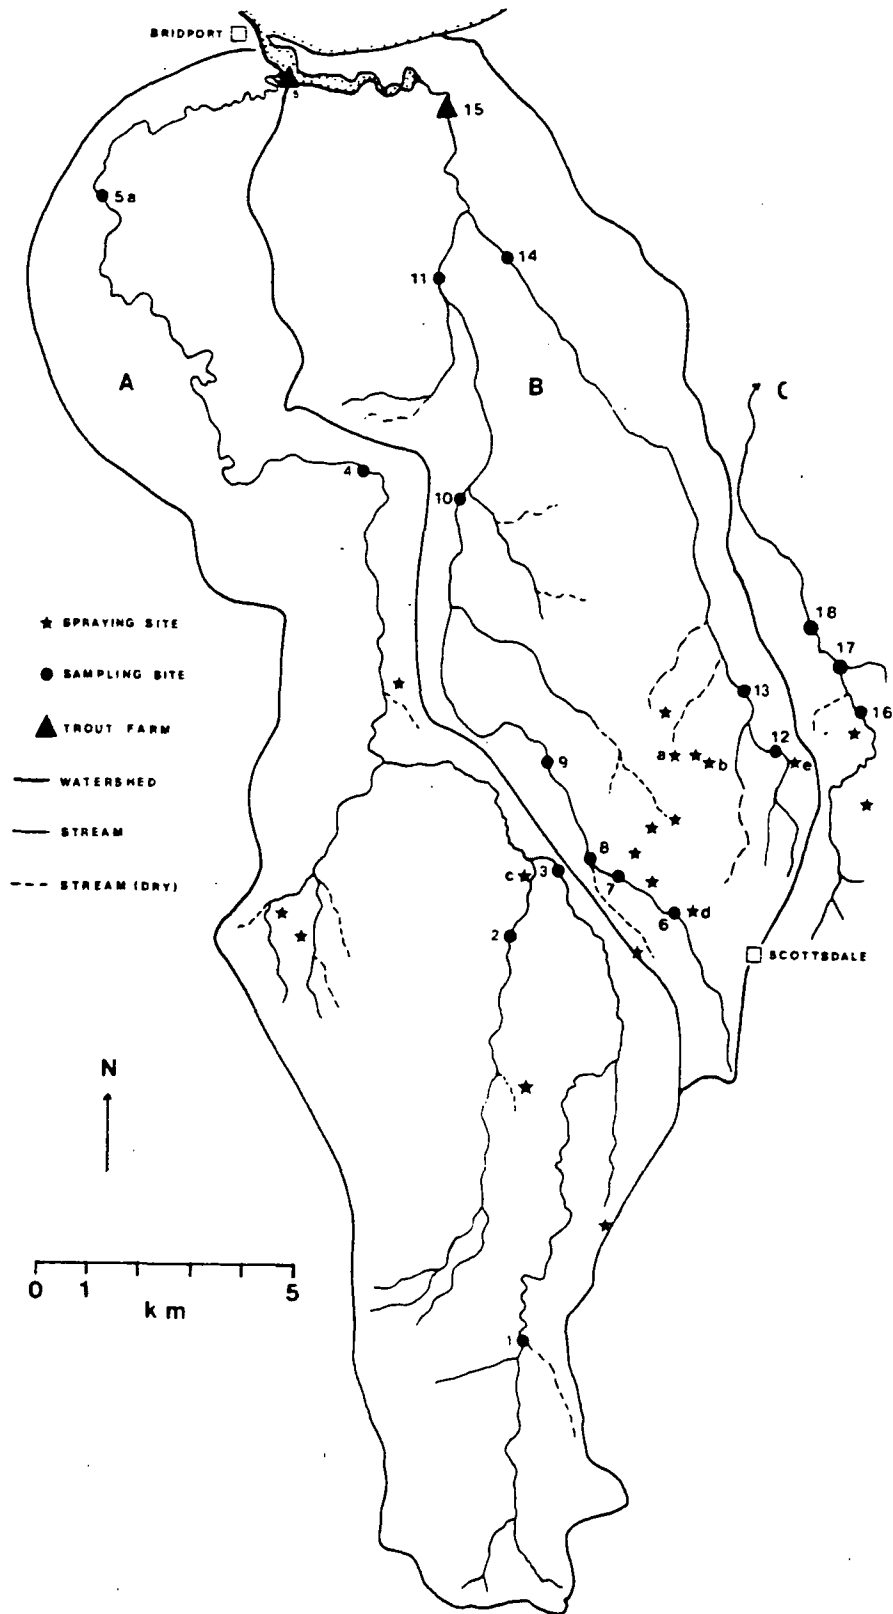 BRIDPORT
5
15
5a
14
11
A
B
C
4
10
SPRAYING SITE
18
17
SAMPLING SITE
13
16
TROUT FARM
12
a
b
e
9
WATERSHED
STREAM
8
3
c
7
STREAM (DRY)
6
d
2
SCOTTSDALE
N
0 1 5
km
1